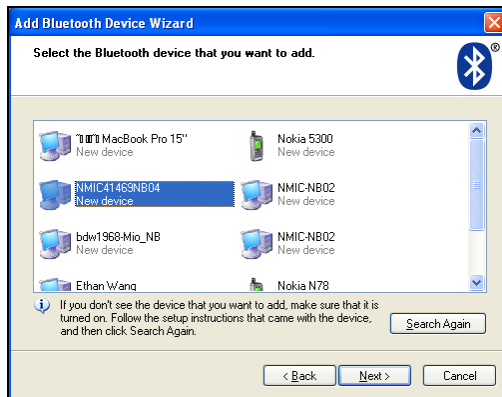 Add Bluetooth Device Wizard
Select the Bluetooth device that you want to add.
MacBook Pro 15"
New device
Nokia 5300
New device
NMIC41469NB04
New device
NMIC-NB02
New device
bdw1968-Mio_NB
New device
NMIC-NB02
New device
Ethan Wang
Nokia N78
If you don't see the device that you want to add, make sure that it is
turned on. Follow the setup instructions that came with the device,
and then click Search Again.
Search Again
< Back
Next >
Cancel